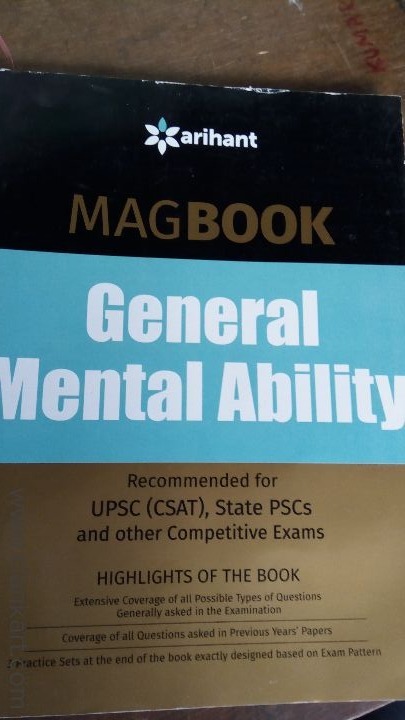 KUMAR
arihant
MAGBOOK
General
Mental Ability
Recommended for
UPSC (CSAT), State PSCs
and other Competitive Exams
HIGHLIGHTS OF THE BOOK
Extensive Coverage of all Possible Types of Questions
Generally asked in the Examination
Coverage of all Questions asked in Previous Years' Papers
Practice Sets at the end of the book exactly designed based on Exam Pattern